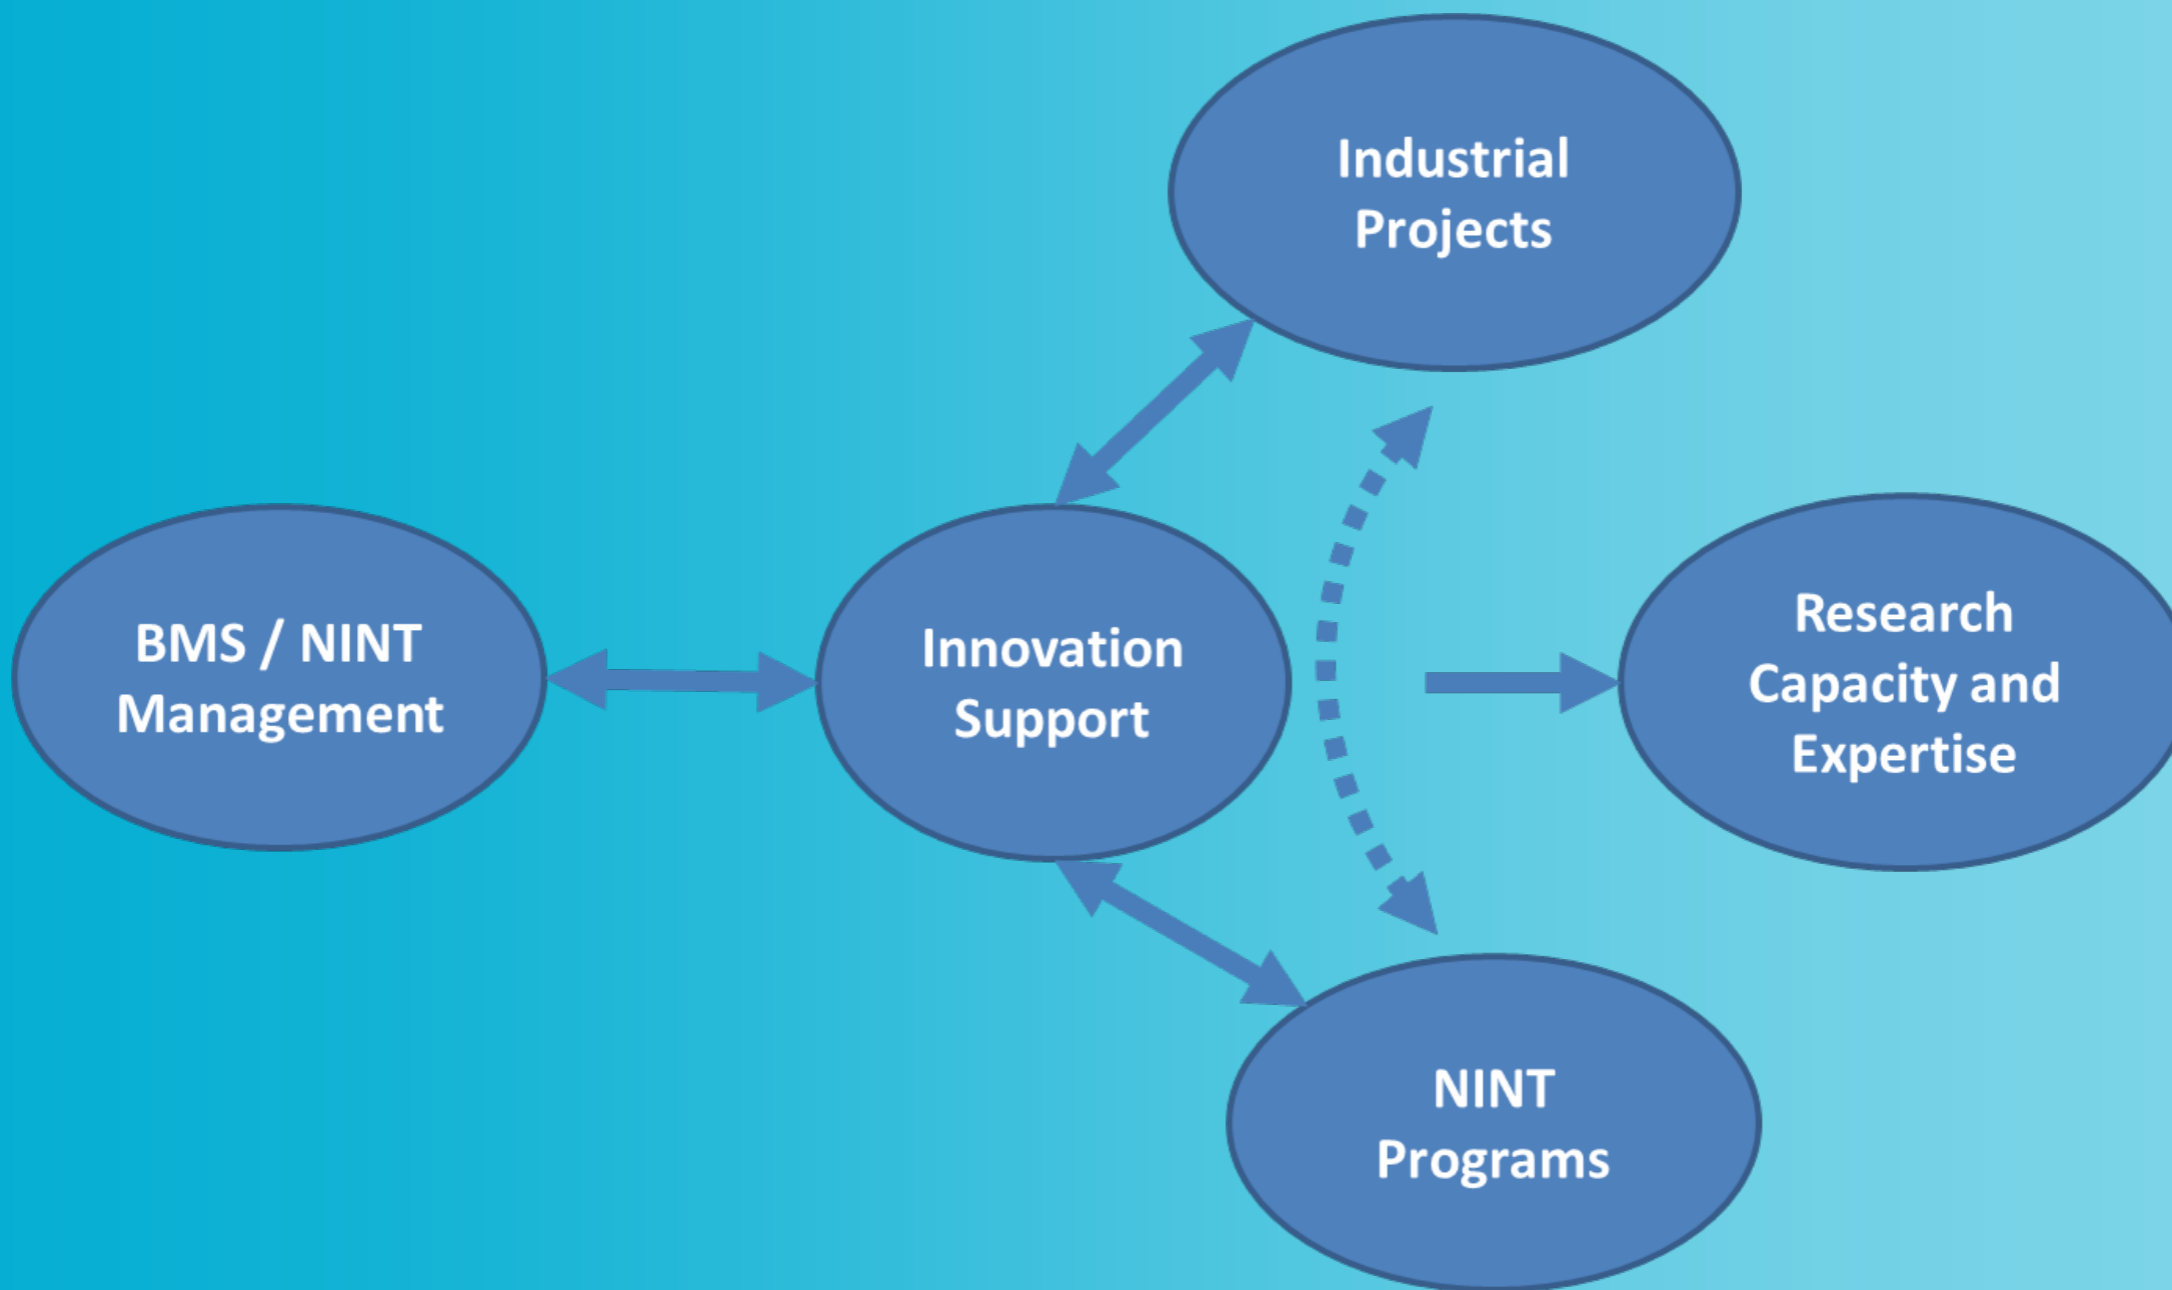 Industrial
Projects
BMS / NINT
Management
Innovation
Support
Research
Capacity and
Expertise
NINT
Programs